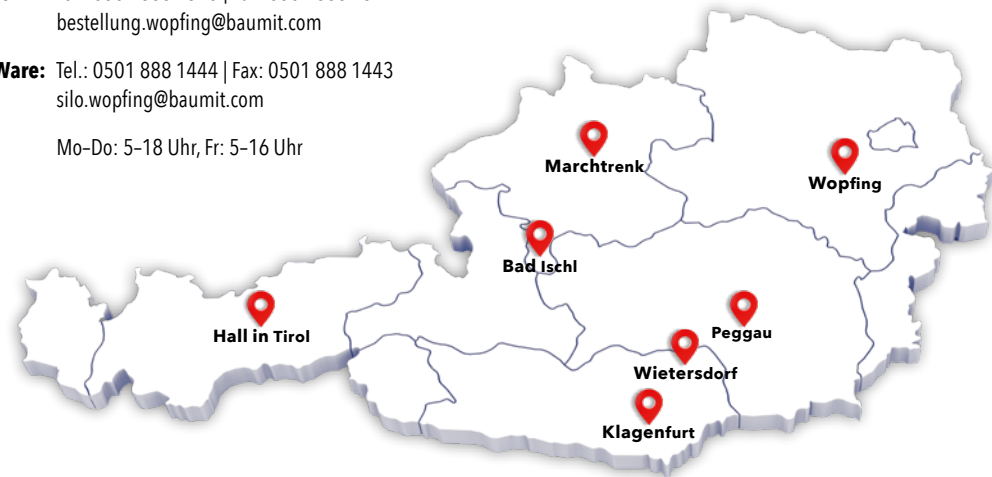 bestellung.wopfing@baumit.com
Ware: Tel.: 0501 888 1444 | Fax: 0501 888 1443
silo.wopfing@baumit.com
Mo–Do: 5–18 Uhr, Fr: 5–16 Uhr
Marchtrenk
Wopfing
Bad Ischl
Hall in Tirol
Peggau
Wietersdorf
Klagenfurt